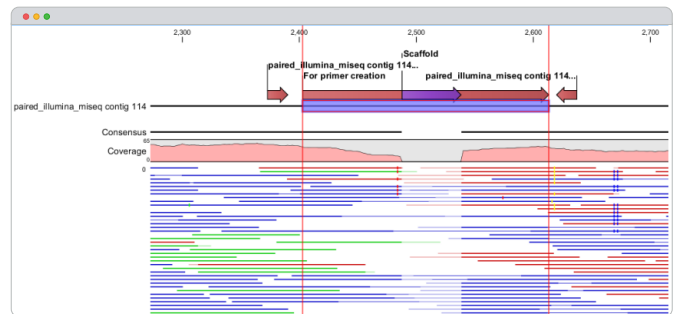 2,300
2,400
2,500
2,600
2,700
Scaffold
paired_illumina_miseq contig 114...
For primer creation
paired_illumina_miseq contig 114...
paired_illumina_miseq contig 114
Consensus
65
Coverage
0
0